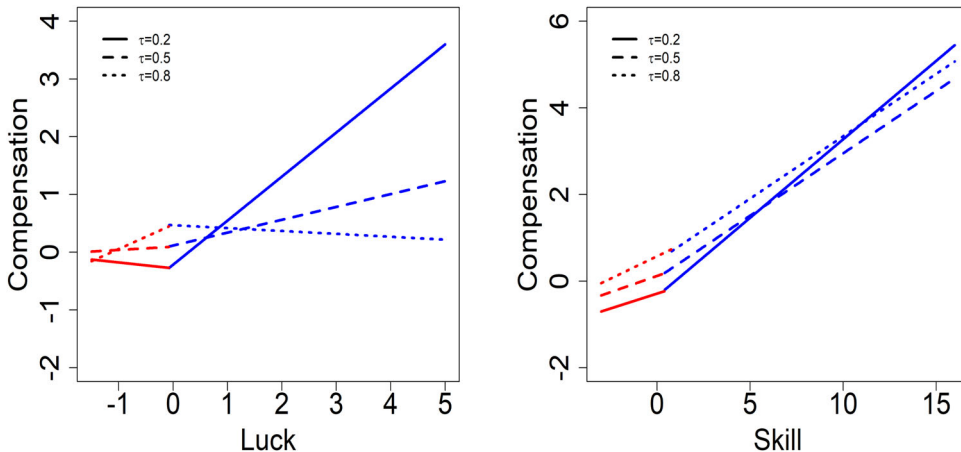 4
3
2
1
0
-1
-2
Compensation
τ=0.2
τ=0.5
τ=0.8
-1 0 1 2 3 4 5
Luck
6
4
2
0
-2
Compensation
τ=0.2
τ=0.5
τ=0.8
0 5 10 15
Skill